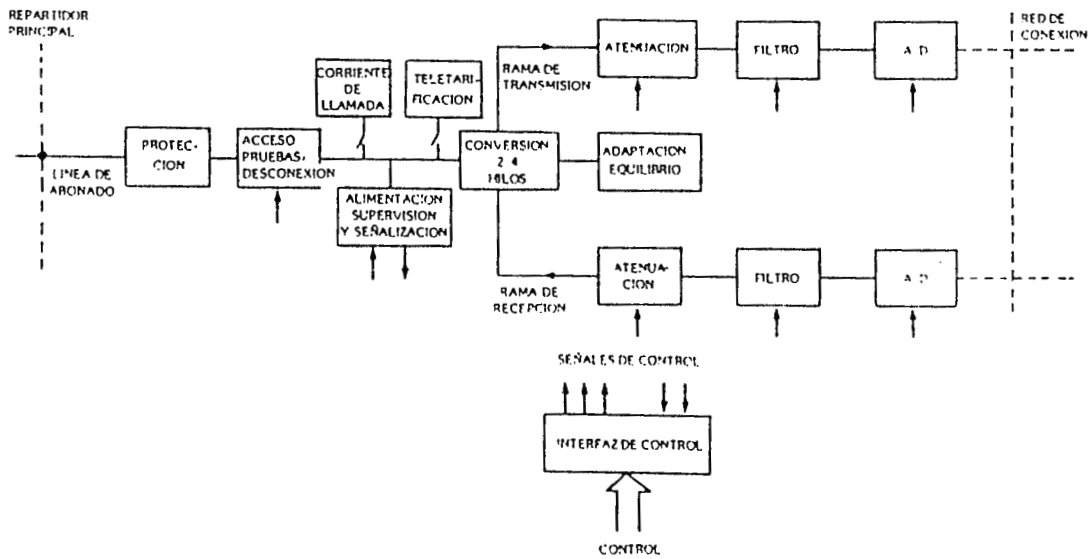 REPARTIDOR
PRINCIPAL
RED DE
CONEXION
ATENUACION
FILTRO
A D
RAMA DE
TRANSMISION
CORRIENTE
DE
LLAMADA
TELETARI-
FICACION
PROTEC-
CION
ACCESO
PRUEBAS,
DESCONEXION
CONVERSION
2 4
HILOS
ADAPTACION
EQUILIBRIO
LINEA DE
ABONADO
ALIMENTACION
SUPERVISION
Y SEÑALIZACION
ATENUA-
CION
FILTRO
A D
RAMA DE
RECEPCION
SEÑALES DE CONTROL
INTERFAZ DE CONTROL
CONTROL